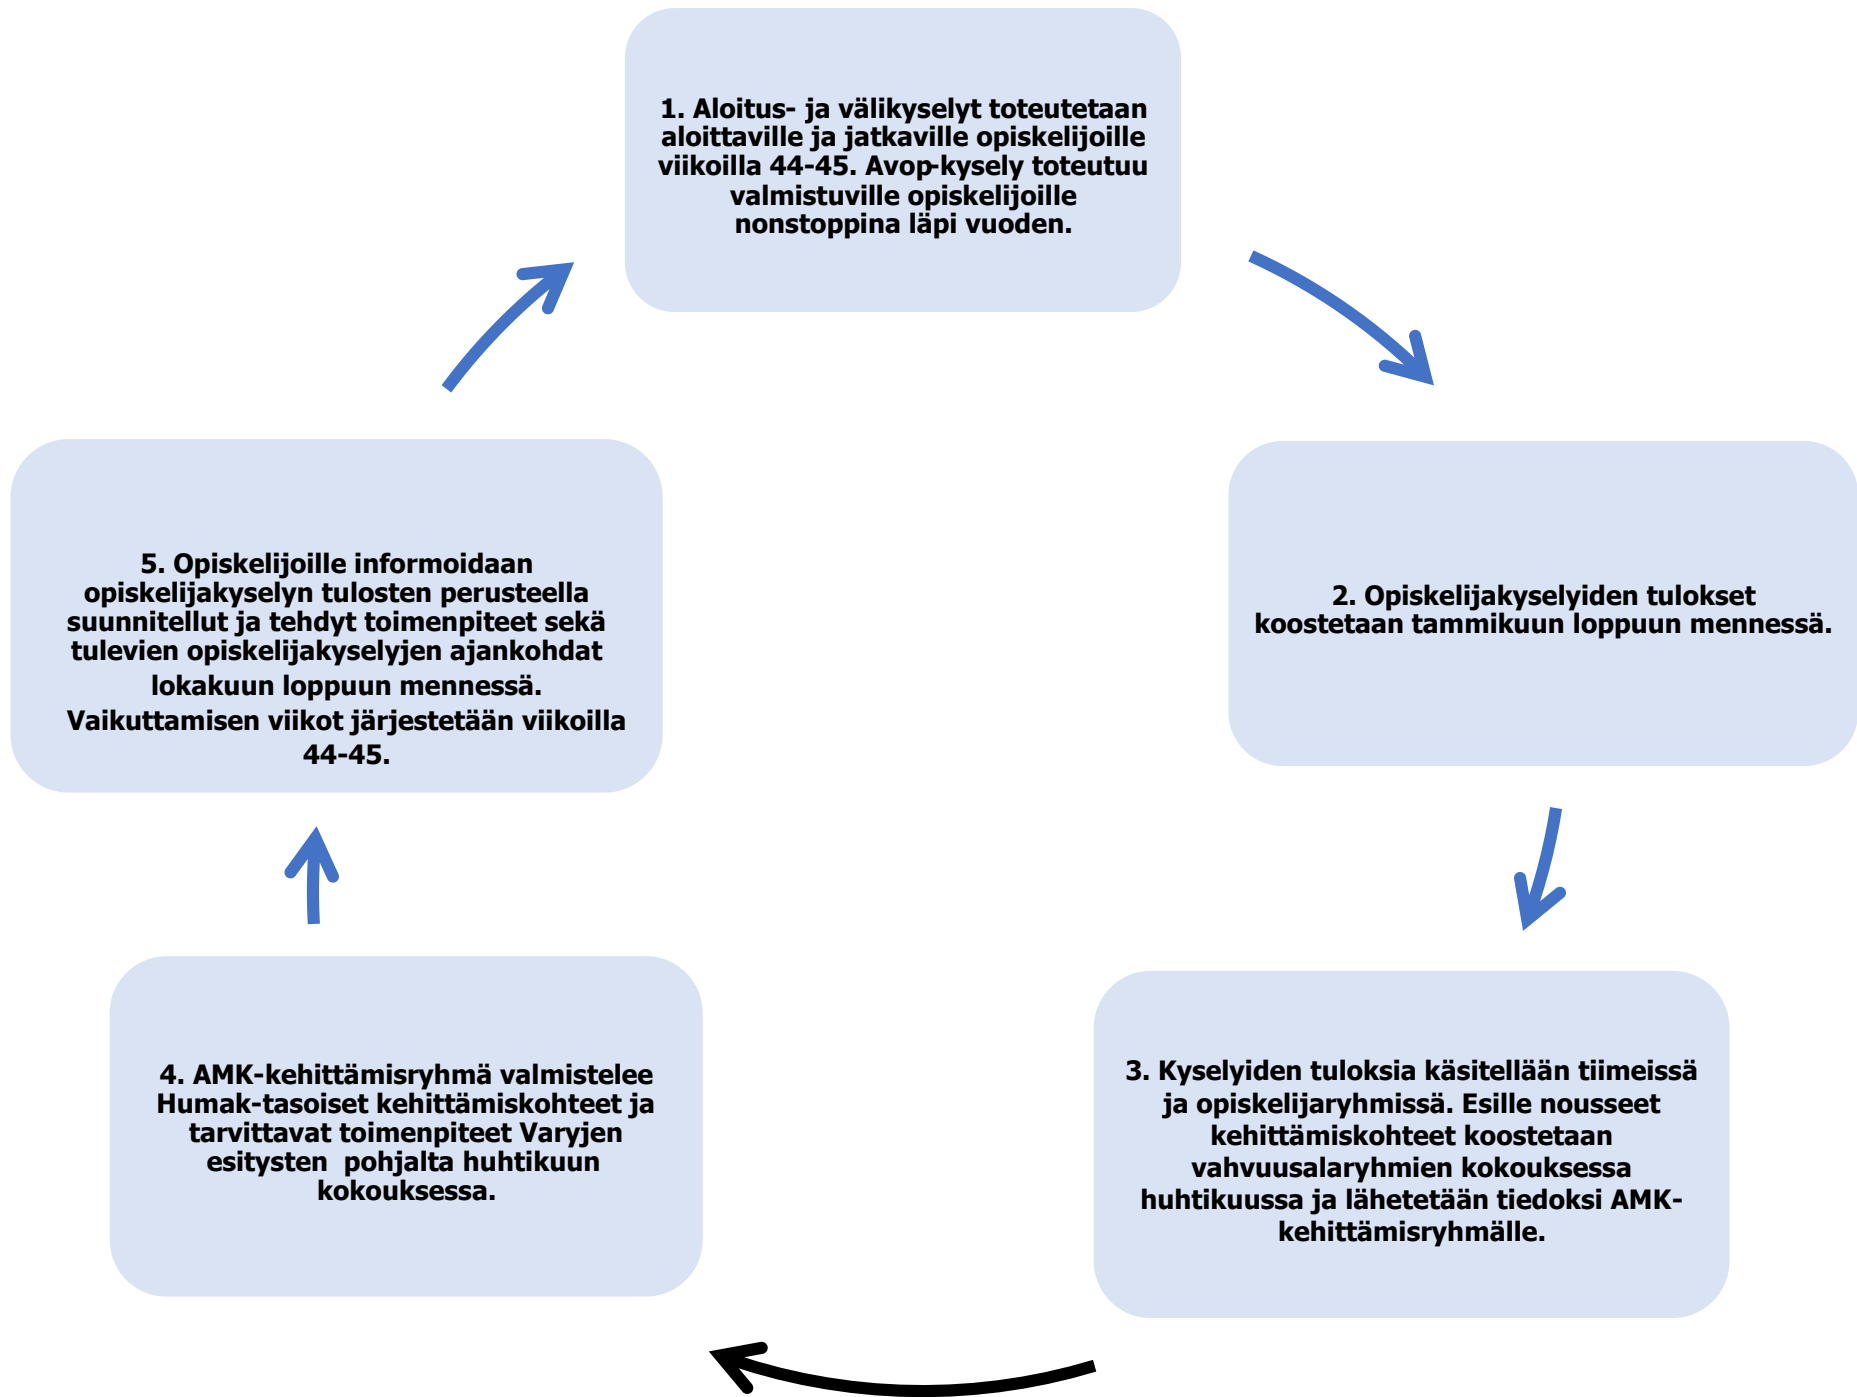 1. Aloitus- ja välikyselyt toteutetaan
aloittaville ja jatkaville opiskelijoille
viikoilla 44-45. Avop-kysely toteutuu
valmistuville opiskelijoille
nonstoppina läpi vuoden.
2. Opiskelijakyselyiden tulokset
koostetaan tammikuun loppuun mennessä.
3. Kyselyiden tuloksia käsitellään tiimeissä
ja opiskelijaryhmissä. Esille nousseet
kehittämiskohteet koostetaan
vahvuusalaryhmien kokouksessa
huhtikuussa ja lähetetään tiedoksi AMK-
kehittämisryhmälle.
4. AMK-kehittämisryhmä valmistelee
Humak-tasoiset kehittämiskohteet ja
tarvittavat toimenpiteet Varyjen
esitysten pohjalta huhtikuun
kokouksessa.
5. Opiskelijoille informoidaan
opiskelijakyselyn tulosten perusteella
suunnitellut ja tehdyt toimenpiteet sekä
tulevien opiskelijakyselyjen ajankohdat
lokakuun loppuun mennessä.
Vaikuttamisen viikot järjestetään viikoilla
44-45.